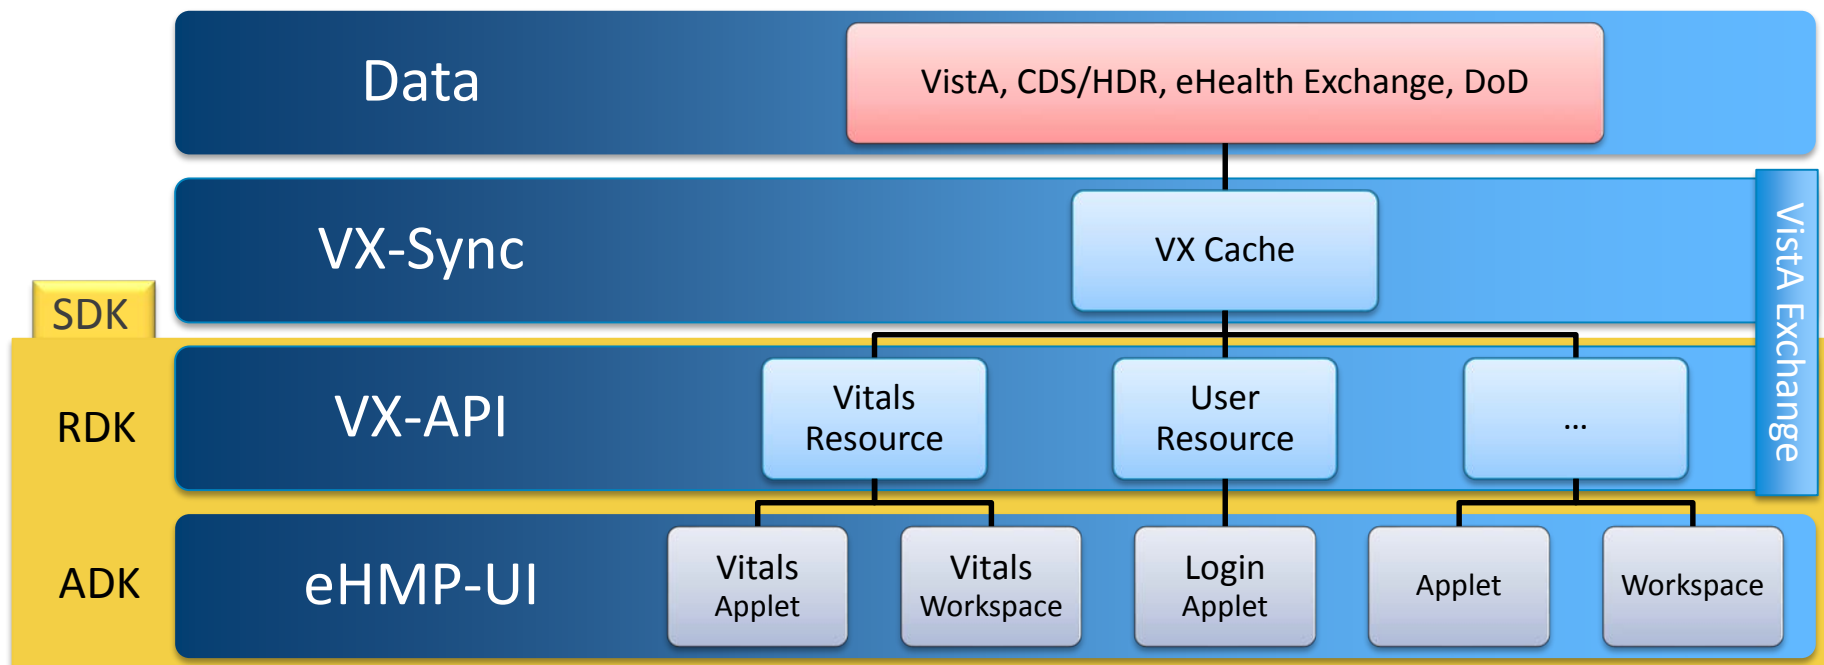 Data
VistA, CDS/HDR, eHealth Exchange, DoD
VX-Sync
VX Cache
VistA Exchange
SDK
RDK
VX-API
Vitals
Resource
User
Resource
...
ADK
eHMP-UI
Vitals
Applet
Vitals
Workspace
Login
Applet
Applet
Workspace